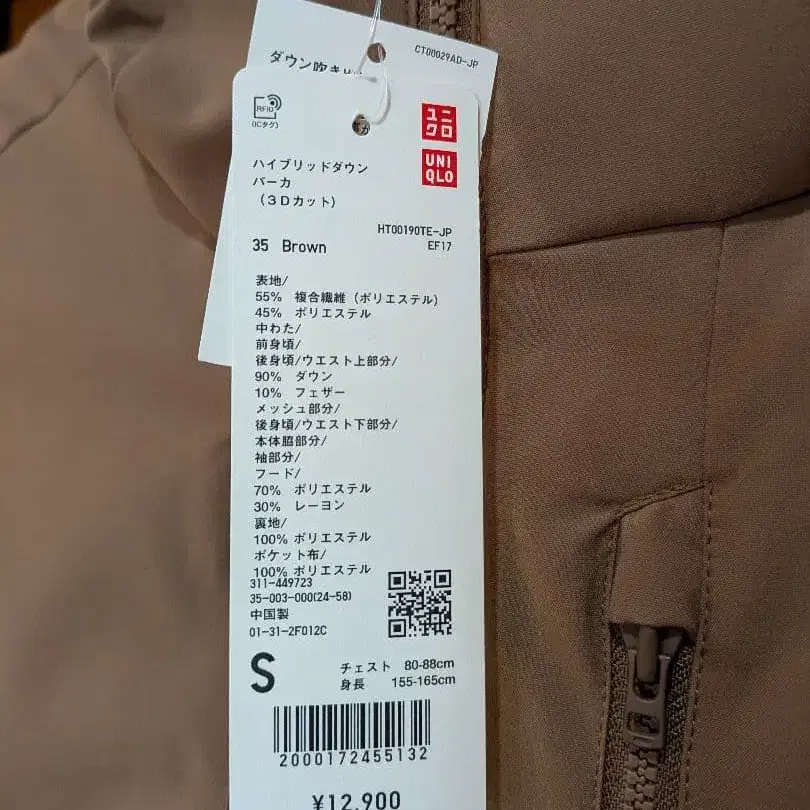 CT00029AD-JP
ダウン吹き
RFID
(ICタグ)
ユニ
クロ
UNI
QLO
ハイブリッドダウン
パーカ
(3Dカット)
HT00190TE-JP
EF17
35 Brown
表地/
55% 複合繊維 (ポリエステル)
45% ポリエステル
中わた/
前身頃/
後身頃/ウエスト上部分/
90% ダウン
10% フェザー
メッシュ部分/
後身頃/ウエスト下部分/
本体脇部分/
袖部分/
フード/
70% ポリエステル
30% レーヨン
裏地/
100% ポリエステル
ポケット布/
100% ポリエステル
311-449723
35-003-000(24-58)
中国製
01-31-2F012C
S
チェスト 80-88cm
身長 155-165cm
2000172455132
¥12,900